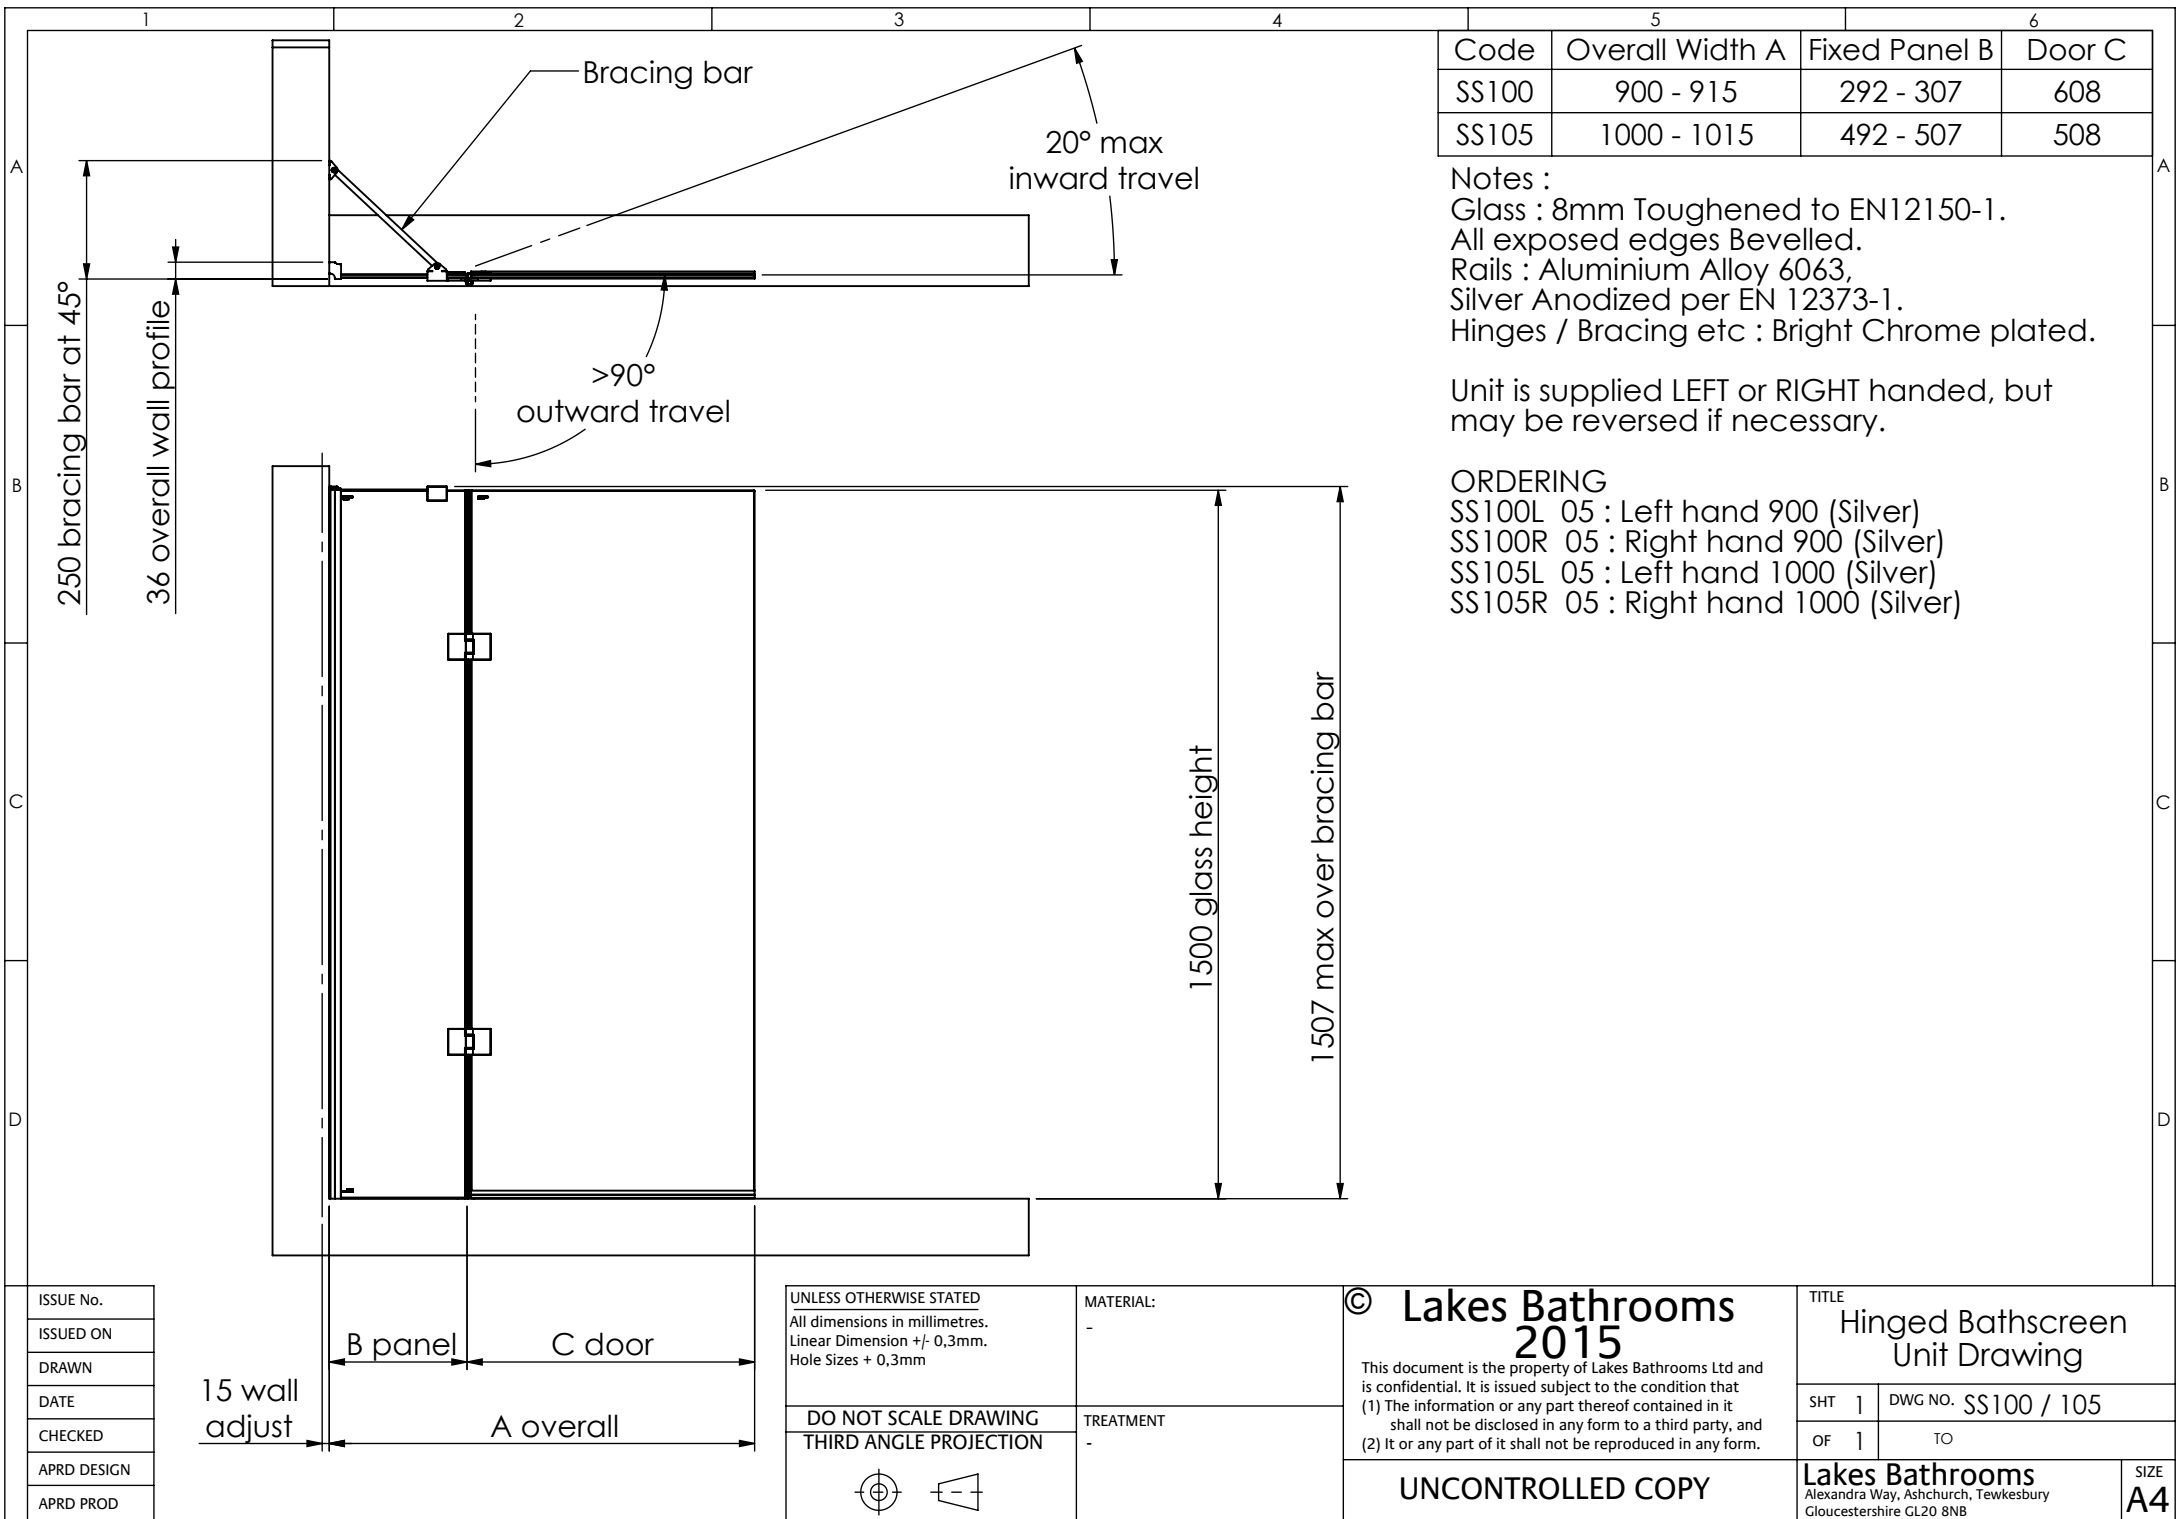 1 2 3 4 5 6
A
B
C
D
A
B
C
D
Bracing bar
20° max
inward travel
>90°
outward travel
250 bracing bar at 45°
36 overall wall profile
Code Overall Width A Fixed Panel B Door C
SS100 900 - 915 292 - 307 608
SS105 1000 - 1015 492 - 507 508
Notes :
Glass : 8mm Toughened to EN12150-1.
All exposed edges Bevelled.
Rails : Aluminium Alloy 6063,
Silver Anodized per EN 12373-1.
Hinges / Bracing etc : Bright Chrome plated.
Unit is supplied LEFT or RIGHT handed, but
may be reversed if necessary.
ORDERING
SS100L 05 : Left hand 900 (Silver)
SS100R 05 : Right hand 900 (Silver)
SS105L 05 : Left hand 1000 (Silver)
SS105R 05 : Right hand 1000 (Silver)
1500 glass height
1507 max over bracing bar
B panel
C door
15 wall
adjust
A overall
ISSUE No.
ISSUED ON
DRAWN
DATE
CHECKED
APRD DESIGN
APRD PROD
UNLESS OTHERWISE STATED
All dimensions in millimetres.
Linear Dimension +/- 0,3mm.
Hole Sizes + 0,3mm
DO NOT SCALE DRAWING
THIRD ANGLE PROJECTION
MATERIAL:
-
TREATMENT
-
© Lakes Bathrooms
2015
This document is the property of Lakes Bathrooms Ltd and
is confidential. It is issued subject to the condition that
(1) The information or any part thereof contained in it
shall not be disclosed in any form to a third party, and
(2) It or any part of it shall not be reproduced in any form.
UNCONTROLLED COPY
TITLE
Hinged Bathscreen
Unit Drawing
SHT 1 DWG NO. SS100 / 105
OF 1 TO
Lakes Bathrooms
Alexandra Way, Ashchurch, Tewkesbury
Gloucestershire GL20 8NB
SIZE
A4